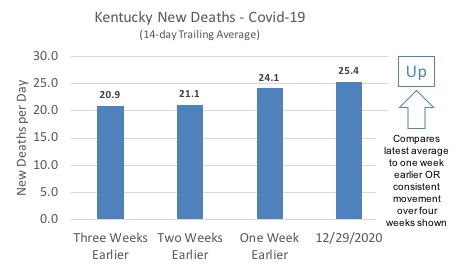 Kentucky New Deaths - Covid-19
(14-day Trailing Average)
New Deaths per Day
30.0
25.0
20.0
15.0
10.0
5.0
0.0
20.9
21.1
24.1
25.4
Three Weeks
Earlier
Two Weeks
Earlier
One Week
Earlier
12/29/2020
Up
Compares
latest average
to one week
earlier OR
consistent
movement
over four
weeks shown